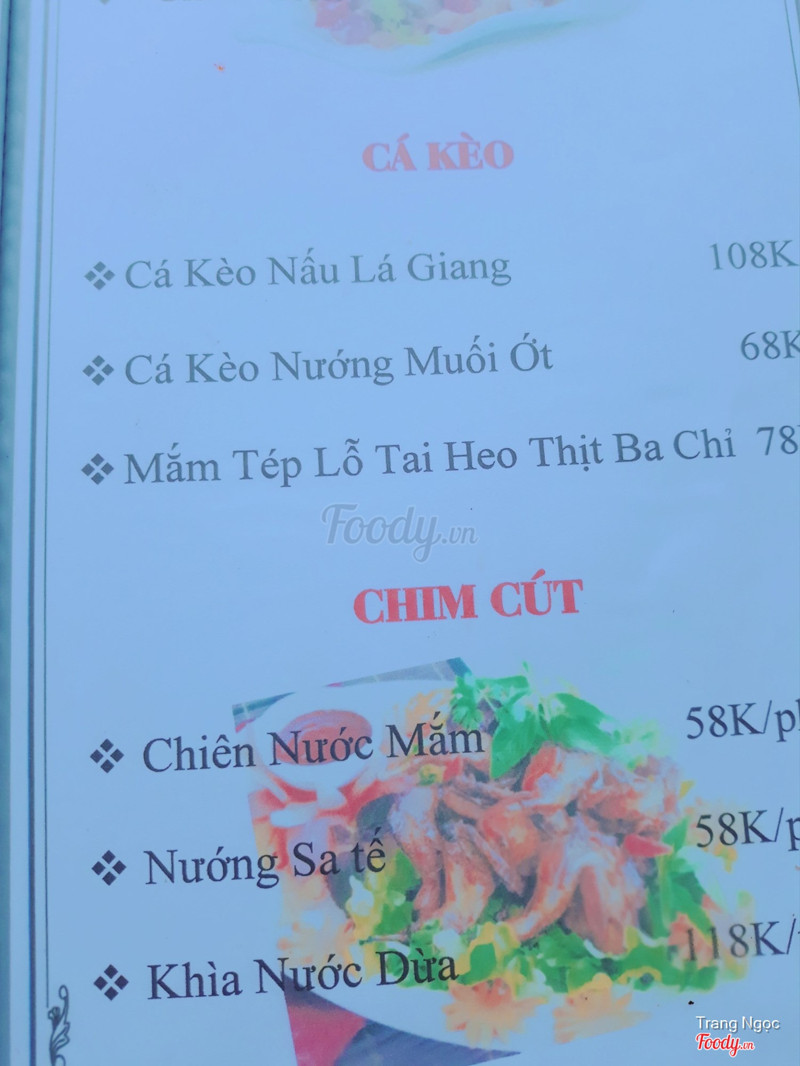 CÁ KÈO
❖ Cá Kèo Nấu Lá Giang 108K
❖ Cá Kèo Nướng Muối Ớt 68K
❖ Mắm Tép Lỗ Tai Heo Thịt Ba Chỉ 78
Foody.vn
CHIM CÚT
❖ Chiên Nước Mắm 58K/p
❖ Nướng Sa tế 58K/p
❖ Khìa Nước Dừa 118K/
Trang Ngọc
Foody.vn